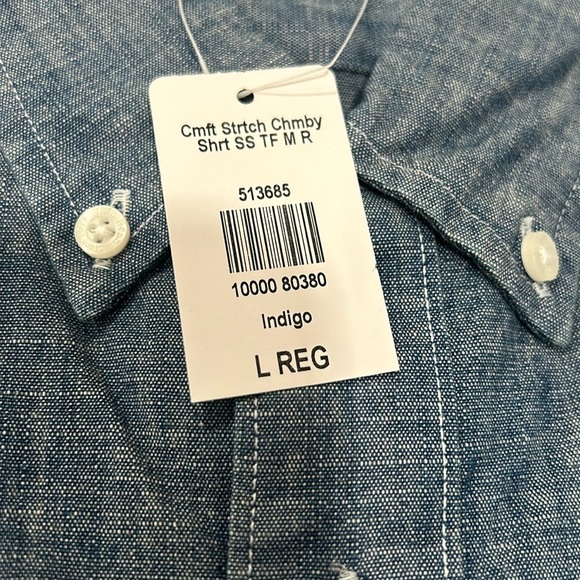 Cmft Strtch Chmby
Shrt SS TF M R
513685
10000 80380
Indigo
L REG